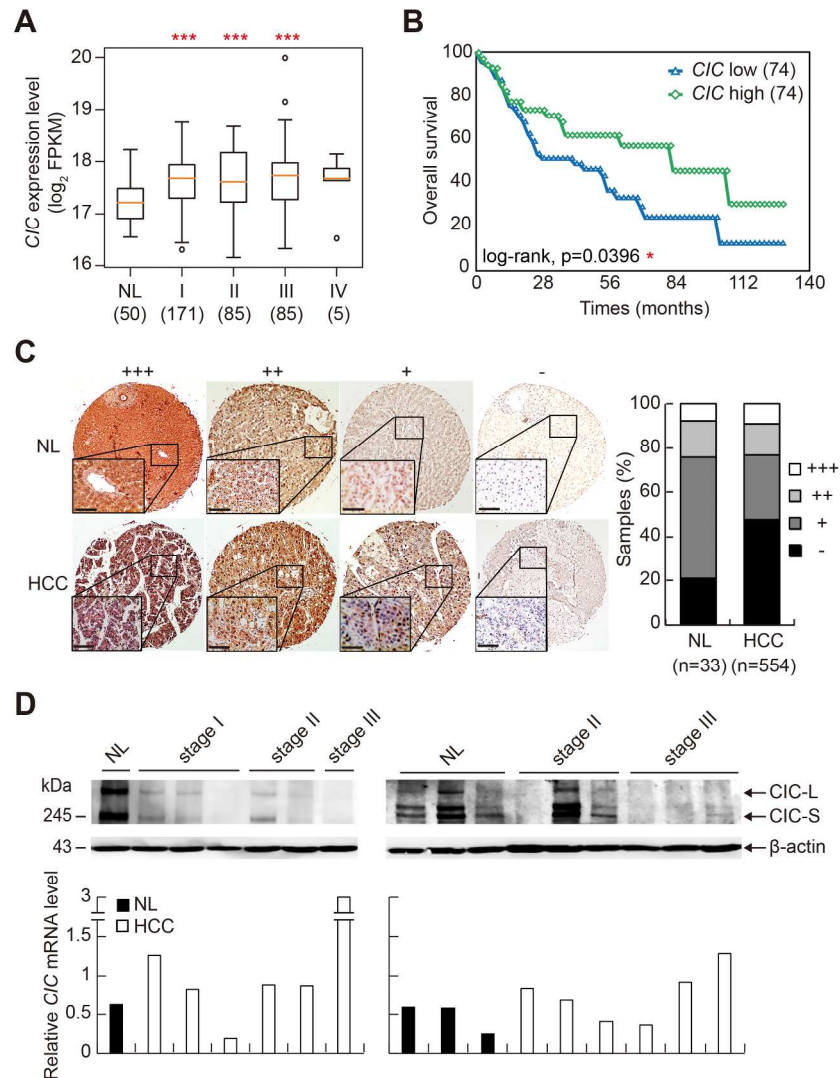 A
*** *** ***
CIC expression level
(log2 FPKM)
20
19
18
17
16
NL I II III IV
(50) (171) (85) (85) (5)
B
Overall survival
100
80
60
40
20
0
CIC low (74)
CIC high (74)
log-rank, p=0.0396 *
0 28 56 84 112 140
Times (months)
C
+++ ++ + -
NL
HCC
Samples (%)
100
80
60
40
20
0
+++
++
+
-
NL HCC
(n=33) (n=554)
D
NL stage I stage II stage III
NL stage II stage III
kDa
245
43
CIC-L
CIC-S
β-actin
Relative CIC mRNA level
3
1.5
1
0.5
0
NL
HCC